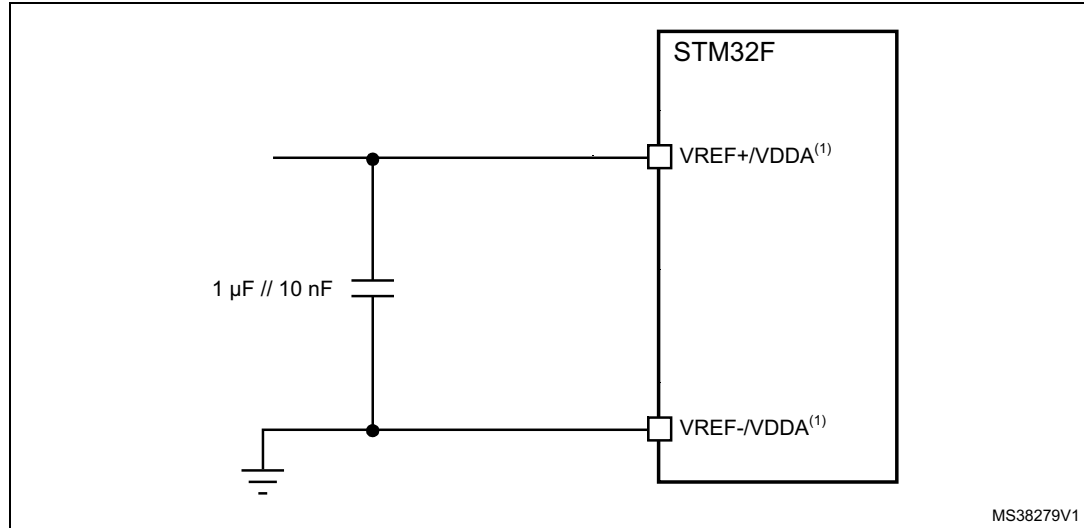 STM32F
VREF+/VDDA(1)
1 µF // 10 nF
VREF-/VDDA(1)
MS38279V1